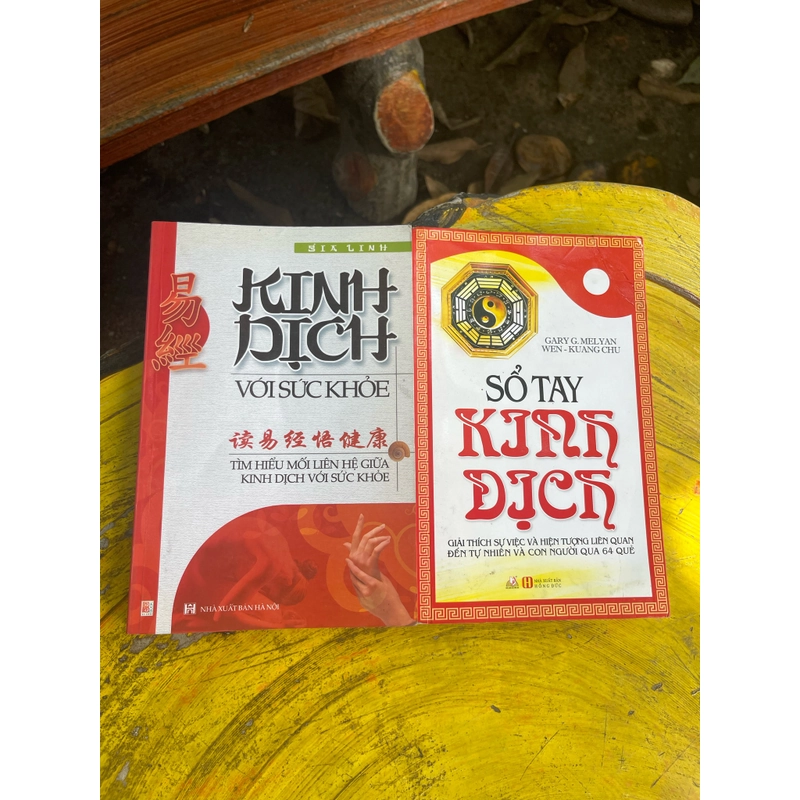 GIA LINH
易經
KINH
DỊCH
VỚI SỨC KHỎE
读易经悟健康
TÌM HIỂU MỐI LIÊN HỆ GIỮA
KINH DỊCH VỚI SỨC KHỎE
NHÀ XUẤT BẢN HÀ NỘI
GARY G. MELYAN
WEN - KUANG CHU
SỔ TAY
KINH
DỊCH
GIẢI THÍCH SỰ VIỆC VÀ HIỆN TƯỢNG LIÊN QUAN
ĐẾN TỰ NHIÊN VÀ CON NGƯỜI QUA 64 QUẺ
NHÀ XUẤT BẢN
HỒNG ĐỨC